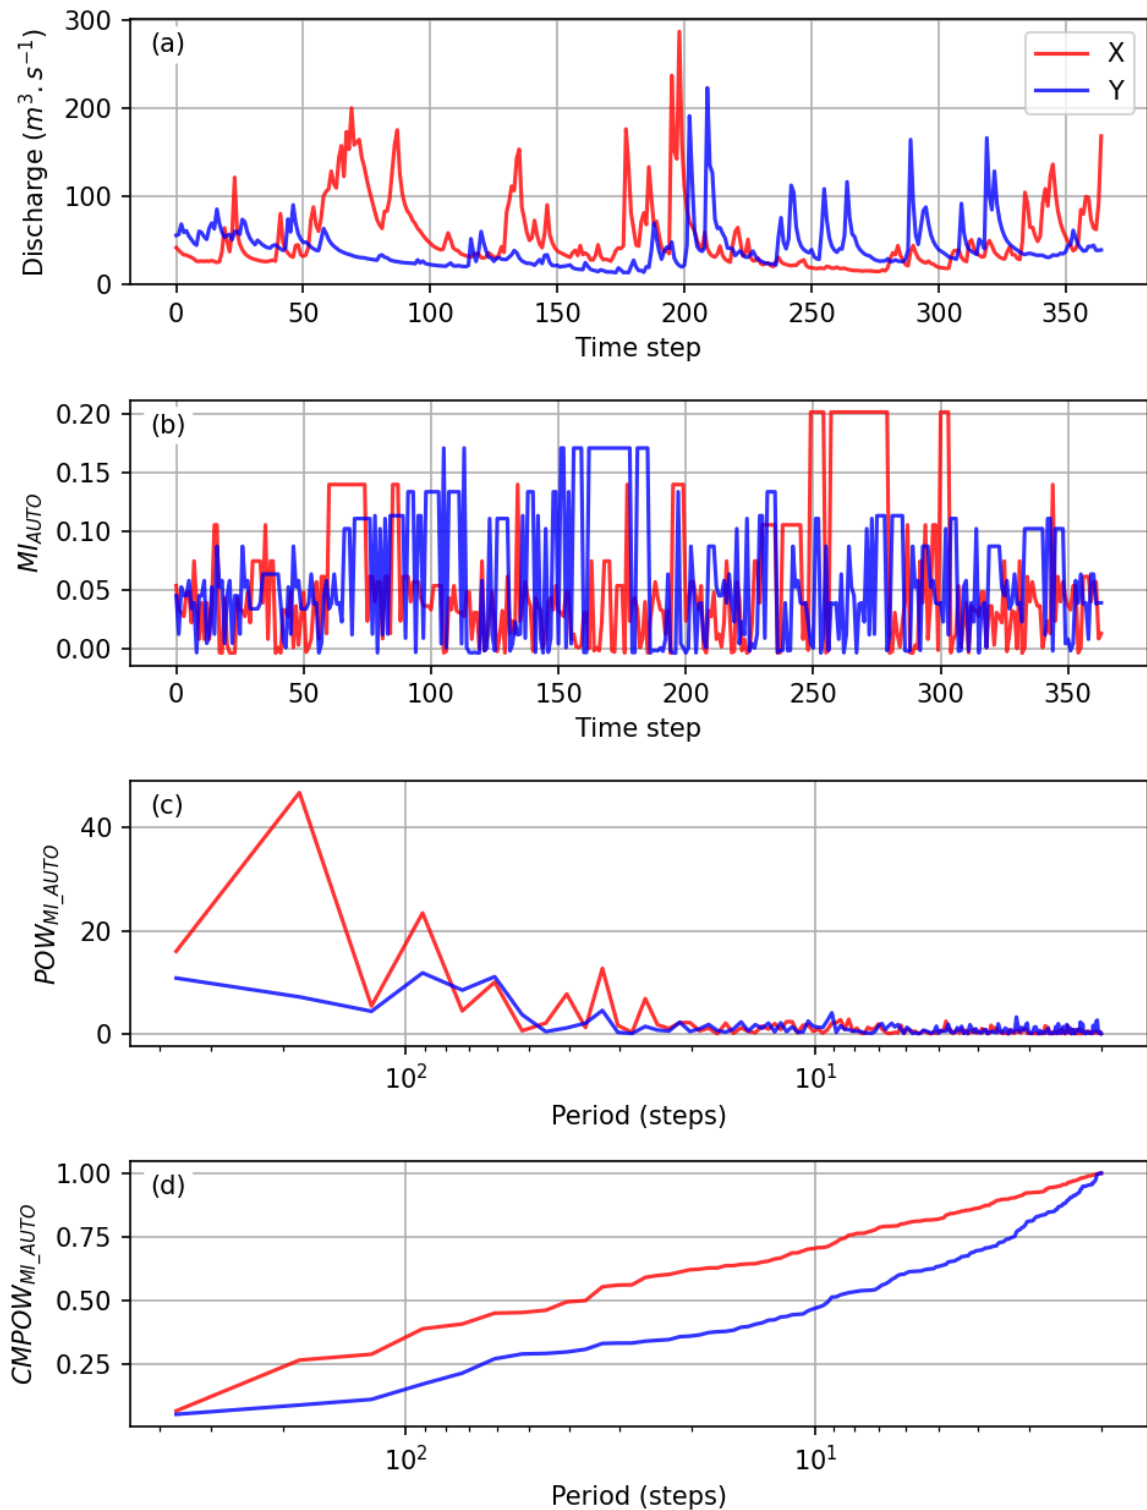 (a)
X
Y
300
200
100
0
Discharge (m³.s⁻¹)
0 50 100 150 200 250 300 350
Time step
(b)
0.20
0.15
0.10
0.05
0.00
MI_AUTO
0 50 100 150 200 250 300 350
Time step
(c)
40
20
0
POW_MI_AUTO
10² 10¹
Period (steps)
(d)
1.00
0.75
0.50
0.25
CMPOW_MI_AUTO
10² 10¹
Period (steps)